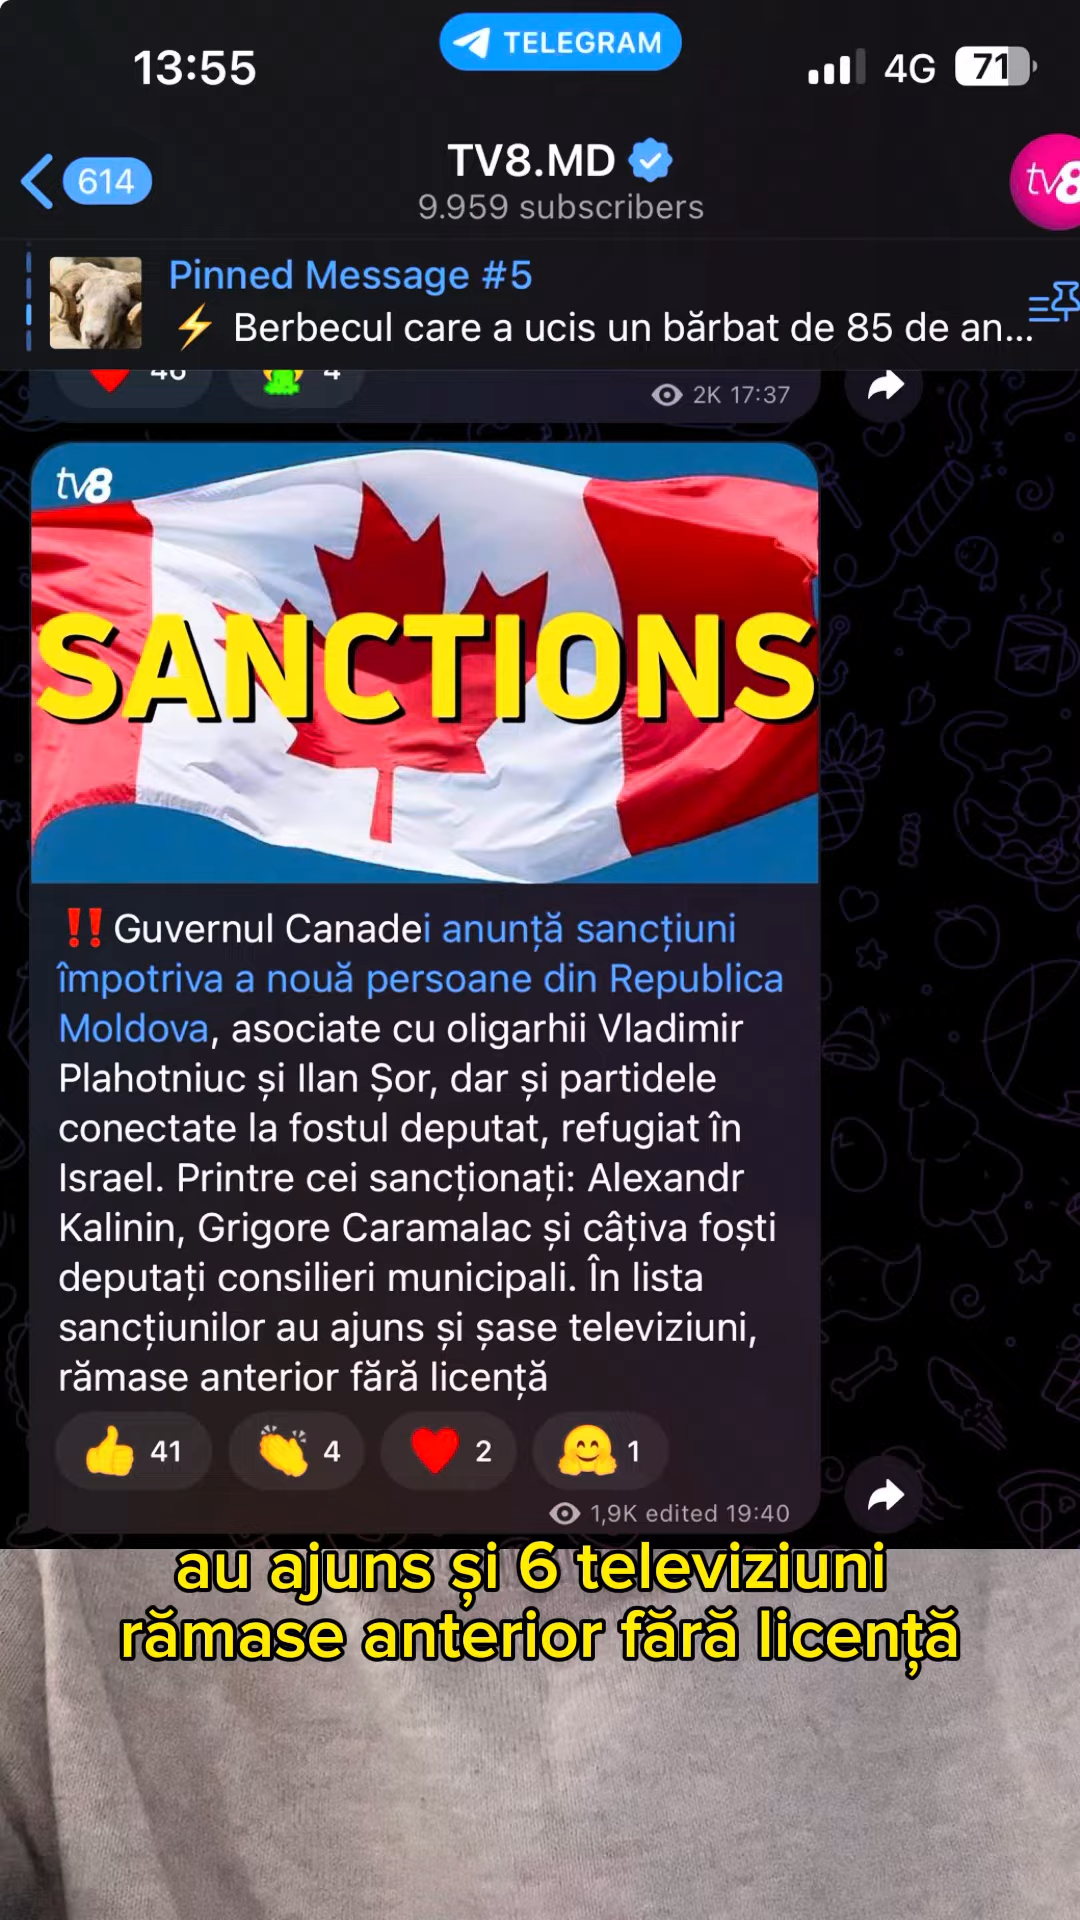 TELEGRAM
13:55
4G
71
614
TV8.MD
9.959 subscribers
tv8
Pinned Message #5
⚡ Berbecul care a ucis un bărbat de 85 de an...
46
4
2K 17:37
tv8
SANCTIONS
‼️Guvernul Canadei anunță sancțiuni
împotriva a nouă persoane din Republica
Moldova, asociate cu oligarhii Vladimir
Plahotniuc și Ilan Șor, dar și partidele
conectate la fostul deputat, refugiat în
Israel. Printre cei sancționați: Alexandr
Kalinin, Grigore Caramalac și câțiva foști
deputați consilieri municipali. În lista
sancțiunilor au ajuns și șase televiziuni,
rămase anterior fără licență
41
4
2
1
1,9K edited 19:40
au ajuns și 6 televiziuni
rămase anterior fără licență